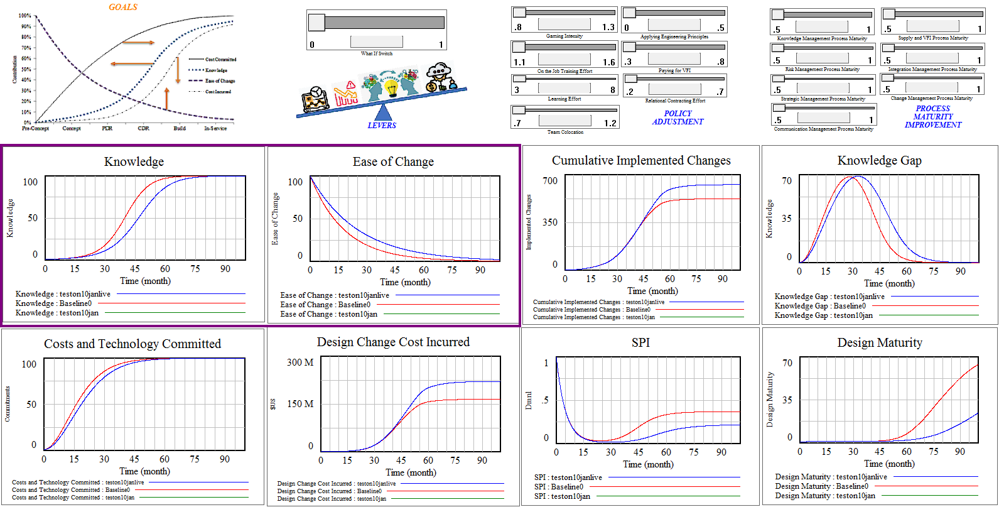 GOALS
100%
90%
80%
70%
60%
50%
40%
30%
20%
10%
0%
Contribution
Cost Committed
Knowledge
Ease of Change
Cost Incurred
Pre-Concept Concept PDR CDR Build In-Service
0 1
What If Switch
LEVERS
.8 1.3
Gaming Intensity
0 .5
Applying Engineering Principles
1.1 1.6
On the Job Training Effort
.3 .8
Paying for VFI
3 8
Learning Effort
.2 .7
Relational Contracting Effort
.7 1.2
Team Colocation
POLICY
ADJUSTMENT
.5 1
Knowledge Management Process Maturity
.5 1
Supply and VFI Process Maturity
.5 1
Risk Management Process Maturity
.5 1
Integration Management Process Maturity
.5 1
Strategic Management Process Maturity
.5 1
Change Management Process Maturity
.5 1
Communication Management Process Maturity
PROCESS
MATURITY
IMPROVEMENT
Knowledge
100
50
0
Knowledge
0 15 30 45 60 75 90
Time (month)
Knowledge : teston10janlive
Knowledge : Baseline0
Knowledge : teston10jan
Ease of Change
100
50
0
Ease of Change
0 15 30 45 60 75 90
Time (month)
Ease of Change : teston10janlive
Ease of Change : Baseline0
Ease of Change : teston10jan
Cumulative Implemented Changes
700
350
0
Implemented Changes
0 15 30 45 60 75 90
Time (month)
Cumulative Implemented Changes : teston10janlive
Cumulative Implemented Changes : Baseline0
Cumulative Implemented Changes : teston10jan
Knowledge Gap
70
35
0
Knowledge
0 15 30 45 60 75 90
Time (month)
Knowledge Gap : teston10janlive
Knowledge Gap : Baseline0
Knowledge Gap : teston10jan
Costs and Technology Committed
100
50
0
Commitments
0 15 30 45 60 75 90
Time (month)
Costs and Technology Committed : teston10janlive
Costs and Technology Committed : Baseline0
Costs and Technology Committed : teston10jan
Design Change Cost Incurred
300 M
150 M
0
$US
0 15 30 45 60 75 90
Time (month)
Design Change Cost Incurred : teston10janlive
Design Change Cost Incurred : Baseline0
Design Change Cost Incurred : teston10jan
SPI
1
.5
0
Dmnl
0 15 30 45 60 75 90
Time (month)
SPI : teston10janlive
SPI : Baseline0
SPI : teston10jan
Design Maturity
70
35
0
Design Maturity
0 15 30 45 60 75 90
Time (month)
Design Maturity : teston10janlive
Design Maturity : Baseline0
Design Maturity : teston10jan